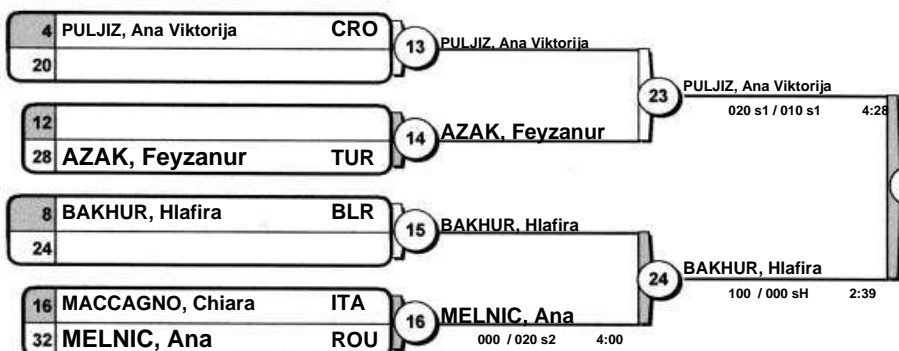 4 PULJIZ, Ana Viktorija CRO
20
13 PULJIZ, Ana Viktorija
12
28 AZAK, Feyzanur TUR
14 AZAK, Feyzanur
23 PULJIZ, Ana Viktorija
020 s1 / 010 s1 4:28
8 BAKHUR, Hlafira BLR
24
15 BAKHUR, Hlafira
16 MACCAGNO, Chiara ITA
32 MELNIC, Ana ROU
16 MELNIC, Ana
000 / 020 s2 4:00
24 BAKHUR, Hlafira
100 / 000 sH 2:39